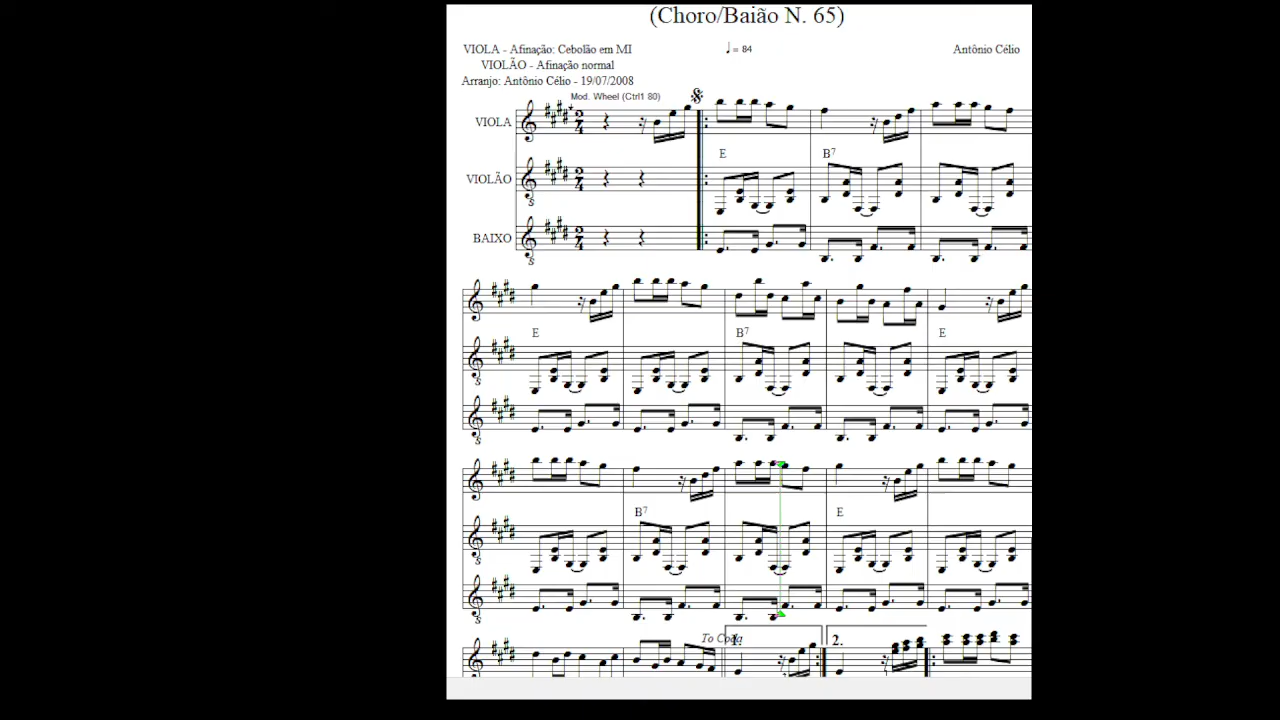 (Choro/Baião N. 65)
VIOLA - Afinação: Cebolão em MI
♩ = 84
Antônio Célio
VIOLÃO - Afinação normal
Arranjo: Antônio Célio - 19/07/2008
Mod. Wheel (Ctrl1 80)
VIOLA
E
B7
VIOLÃO
BAIXO
E
B7
E
B7
E
To Coda
1.
2.